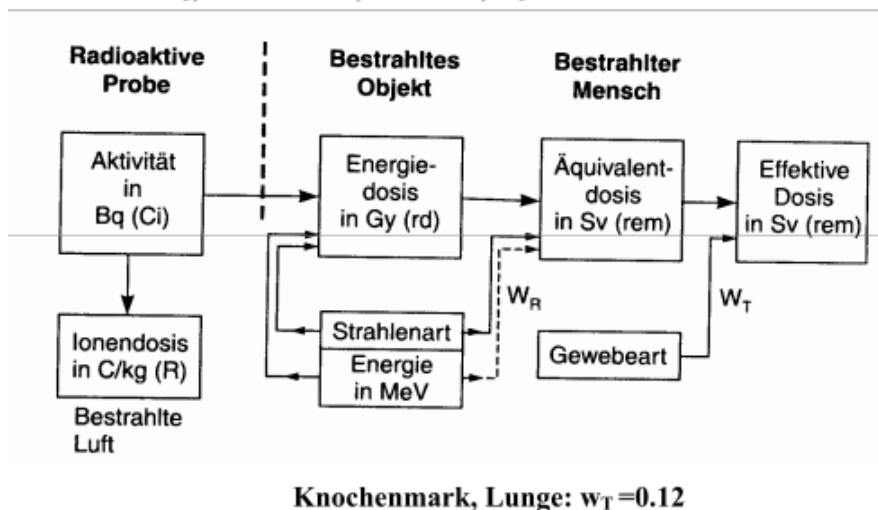 Radioaktive
Probe
Bestrahltes
Objekt
Bestrahlter
Mensch
Aktivität
in
Bq (Ci)
Energie-
dosis
in Gy (rd)
Äquivalent-
dosis
in Sv (rem)
Effektive
Dosis
in Sv (rem)
Ionendosis
in C/kg (R)
Bestrahlte
Luft
Strahlenart
Energie
in MeV
W_R
Gewebeart
W_T
Knochenmark, Lunge: w_T=0.12